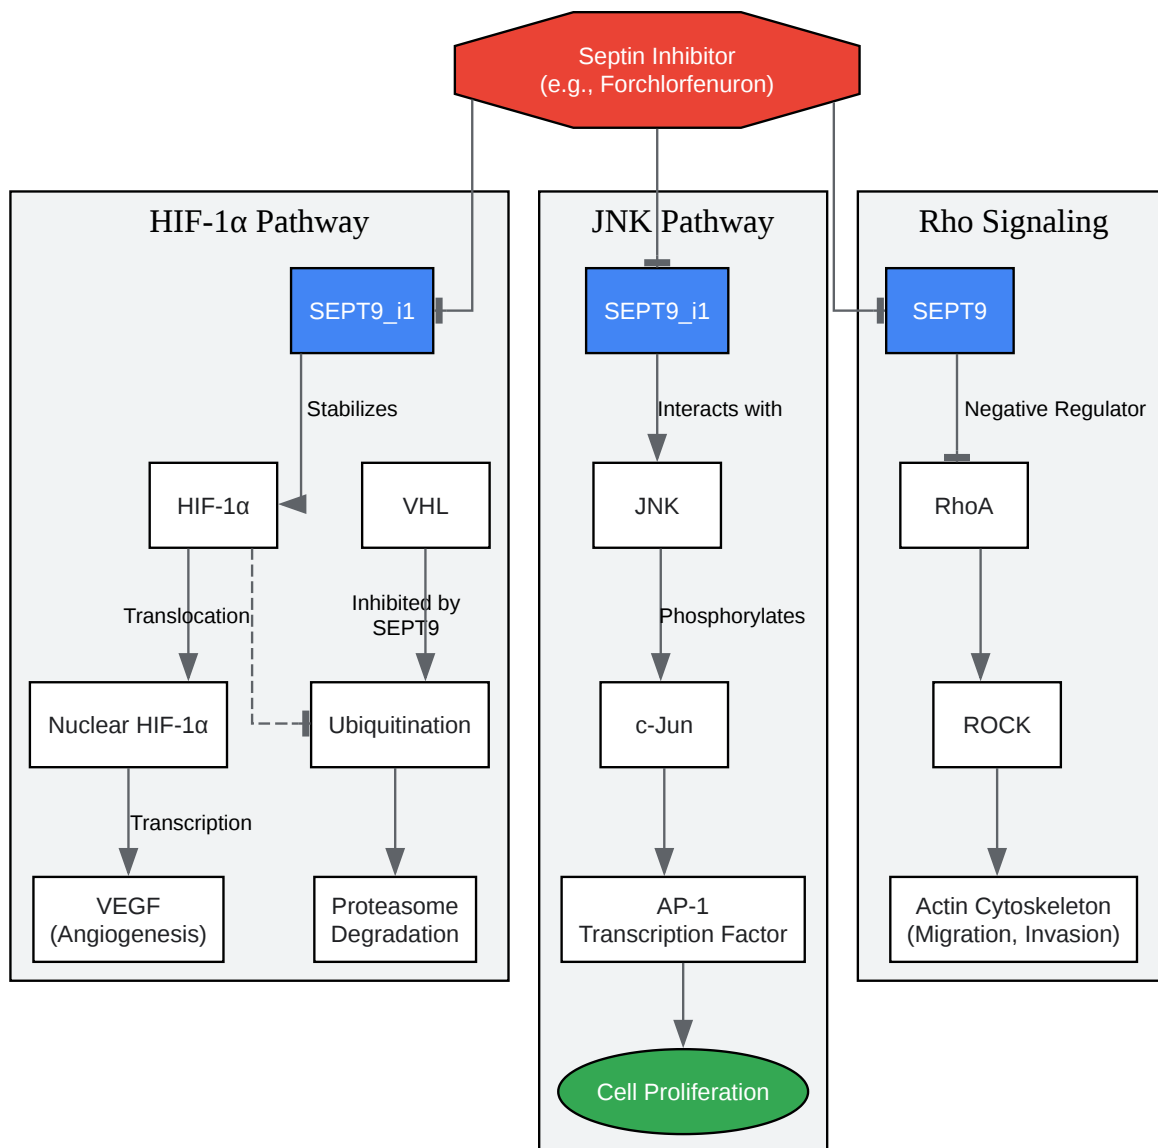 Septin Inhibitor
(e.g., Forchlorfenuron)
HIF-1α Pathway
SEPT9_i1
Stabilizes
HIF-1α
VHL
Translocation
Inhibited by
SEPT9
Nuclear HIF-1α
Ubiquitination
Transcription
VEGF
(Angiogenesis)
Proteasome
Degradation
JNK Pathway
SEPT9_i1
Interacts with
JNK
Phosphorylates
c-Jun
AP-1
Transcription Factor
Cell Proliferation
Rho Signaling
SEPT9
Negative Regulator
RhoA
ROCK
Actin Cytoskeleton
(Migration, Invasion)